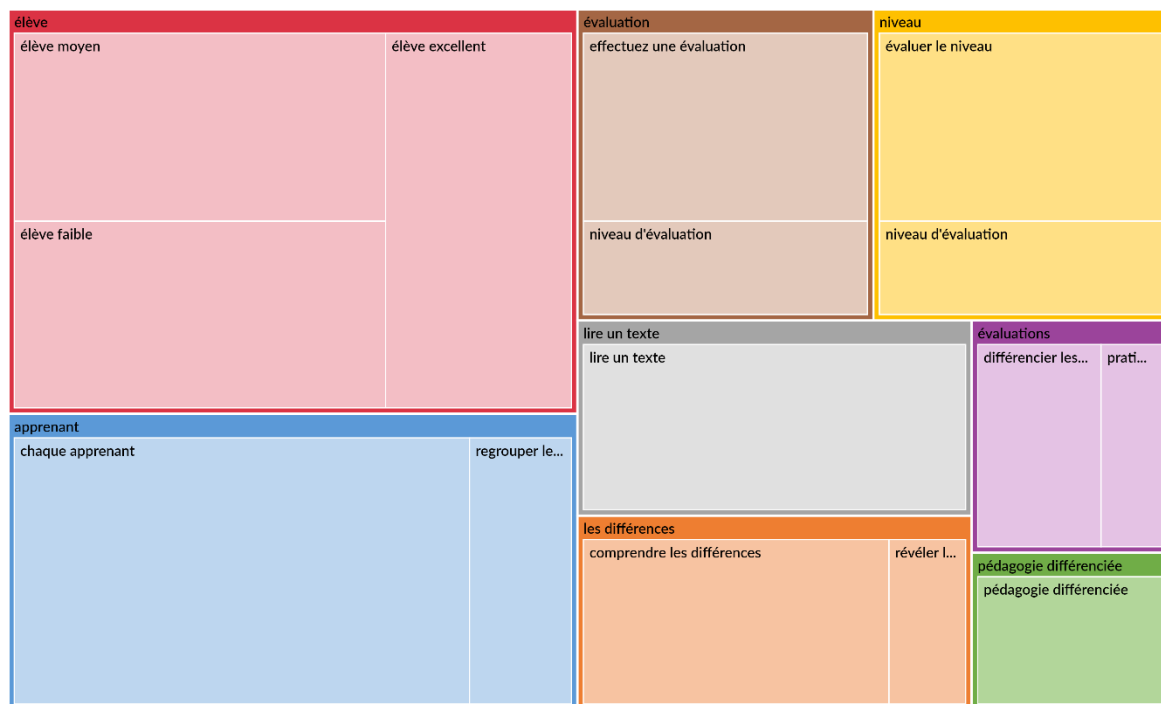 élève
élève moyen
élève excellent
élève faible
apprenant
chaque apprenant
regrouper le...
évaluation
effectuez une évaluation
niveau d'évaluation
niveau
évaluer le niveau
niveau d'évaluation
lire un texte
lire un texte
les différences
comprendre les différences
révéler l...
évaluations
différencier les...
prati...
pédagogie différenciée
pédagogie différenciée